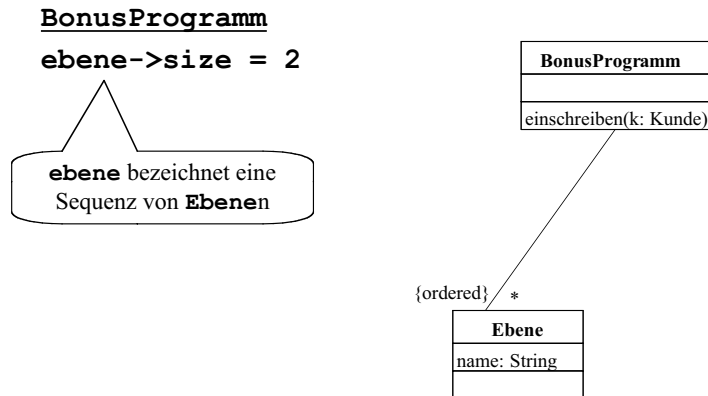 BonusProgramm
ebene->size = 2
ebene bezeichnet eine
Sequenz von Ebenen
BonusProgramm
einschreiben(k: Kunde)
{ordered} *
Ebene
name: String